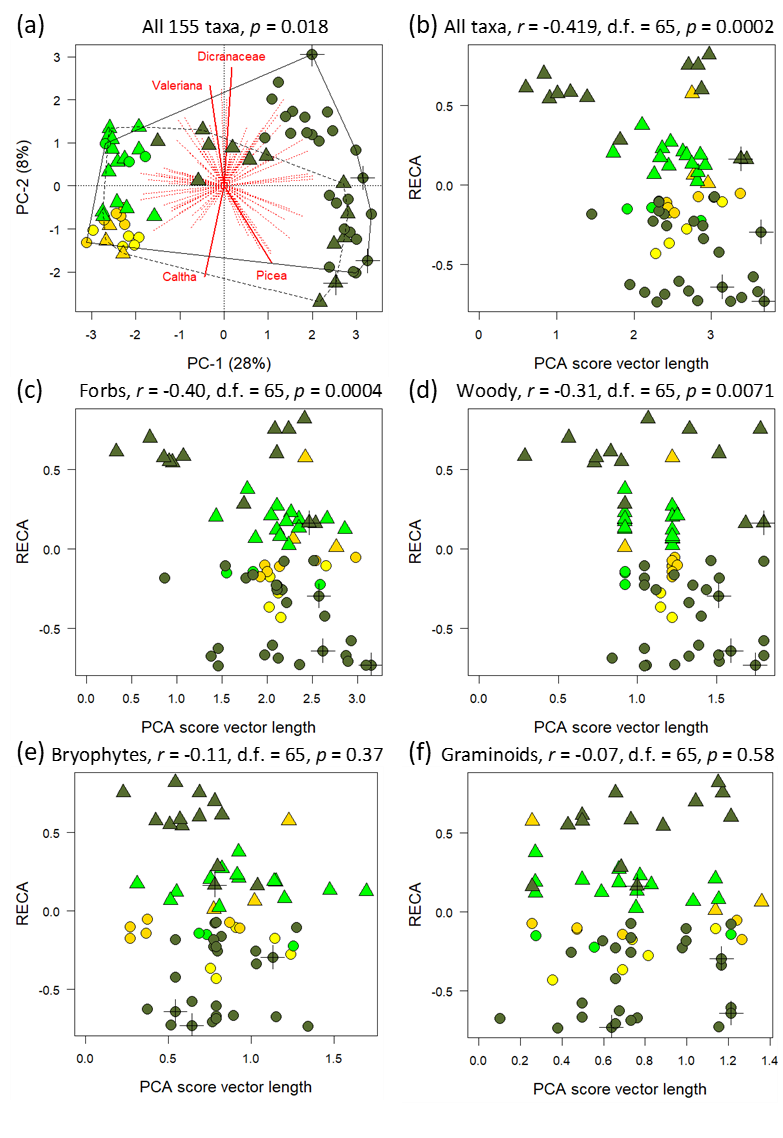 (a) All 155 taxa, p = 0.018
3
2
1
0
-1
-2
PC-2 (8%)
Dicranaceae
Valeriana
Caltha
Picea
-3 -2 -1 0 1 2 3
PC-1 (28%)
(b) All taxa, r = -0.419, d.f. = 65, p = 0.0002
0.5
0.0
-0.5
RECA
0 1 2 3
PCA score vector length
(c) Forbs, r = -0.40, d.f. = 65, p = 0.0004
0.5
0.0
-0.5
RECA
0.0 0.5 1.0 1.5 2.0 2.5 3.0
PCA score vector length
(d) Woody, r = -0.31, d.f. = 65, p = 0.0071
0.5
0.0
-0.5
RECA
0.0 0.5 1.0 1.5
PCA score vector length
(e) Bryophytes, r = -0.11, d.f. = 65, p = 0.37
0.5
0.0
-0.5
RECA
0.0 0.5 1.0 1.5
PCA score vector length
(f) Graminoids, r = -0.07, d.f. = 65, p = 0.58
0.5
0.0
-0.5
RECA
0.0 0.2 0.4 0.6 0.8 1.0 1.2 1.4
PCA score vector length